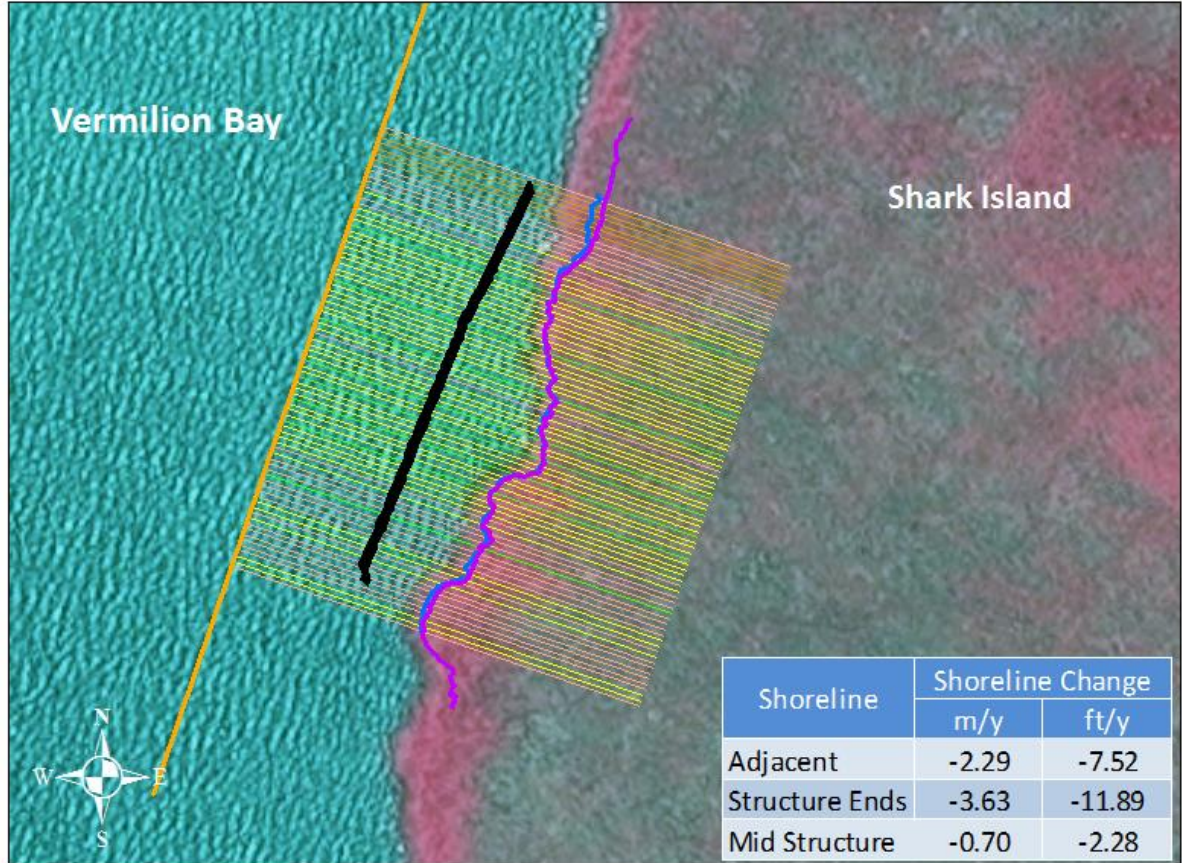 Vermilion Bay
Shark Island
N
W E
S
Shoreline Shoreline Change
m/y ft/y
Adjacent -2.29 -7.52
Structure Ends -3.63 -11.89
Mid Structure -0.70 -2.28